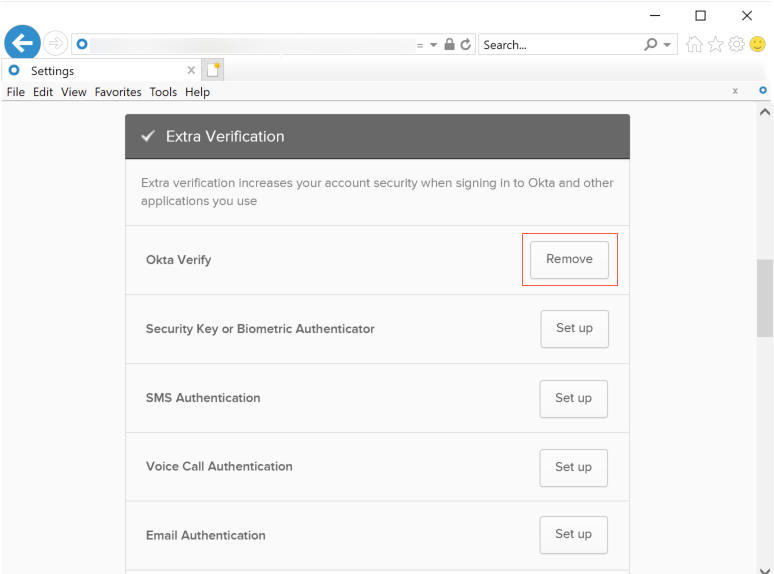 Search...
Settings
File Edit View Favorites Tools Help
Extra Verification
Extra verification increases your account security when signing in to Okta and other
applications you use
Okta Verify
Remove
Security Key or Biometric Authenticator
Set up
SMS Authentication
Set up
Voice Call Authentication
Set up
Email Authentication
Set up